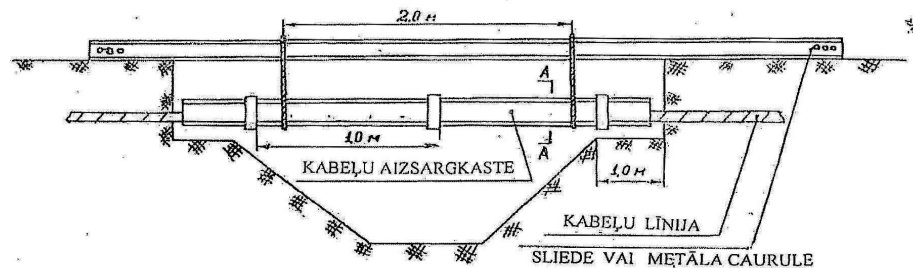 2,0 м
A
A
1,0 м
KABEĻU AIZSARGKASTE
1,0 м
KABEĻU LĪNIJA
SLIEDE VAI METĀLA CAURULE